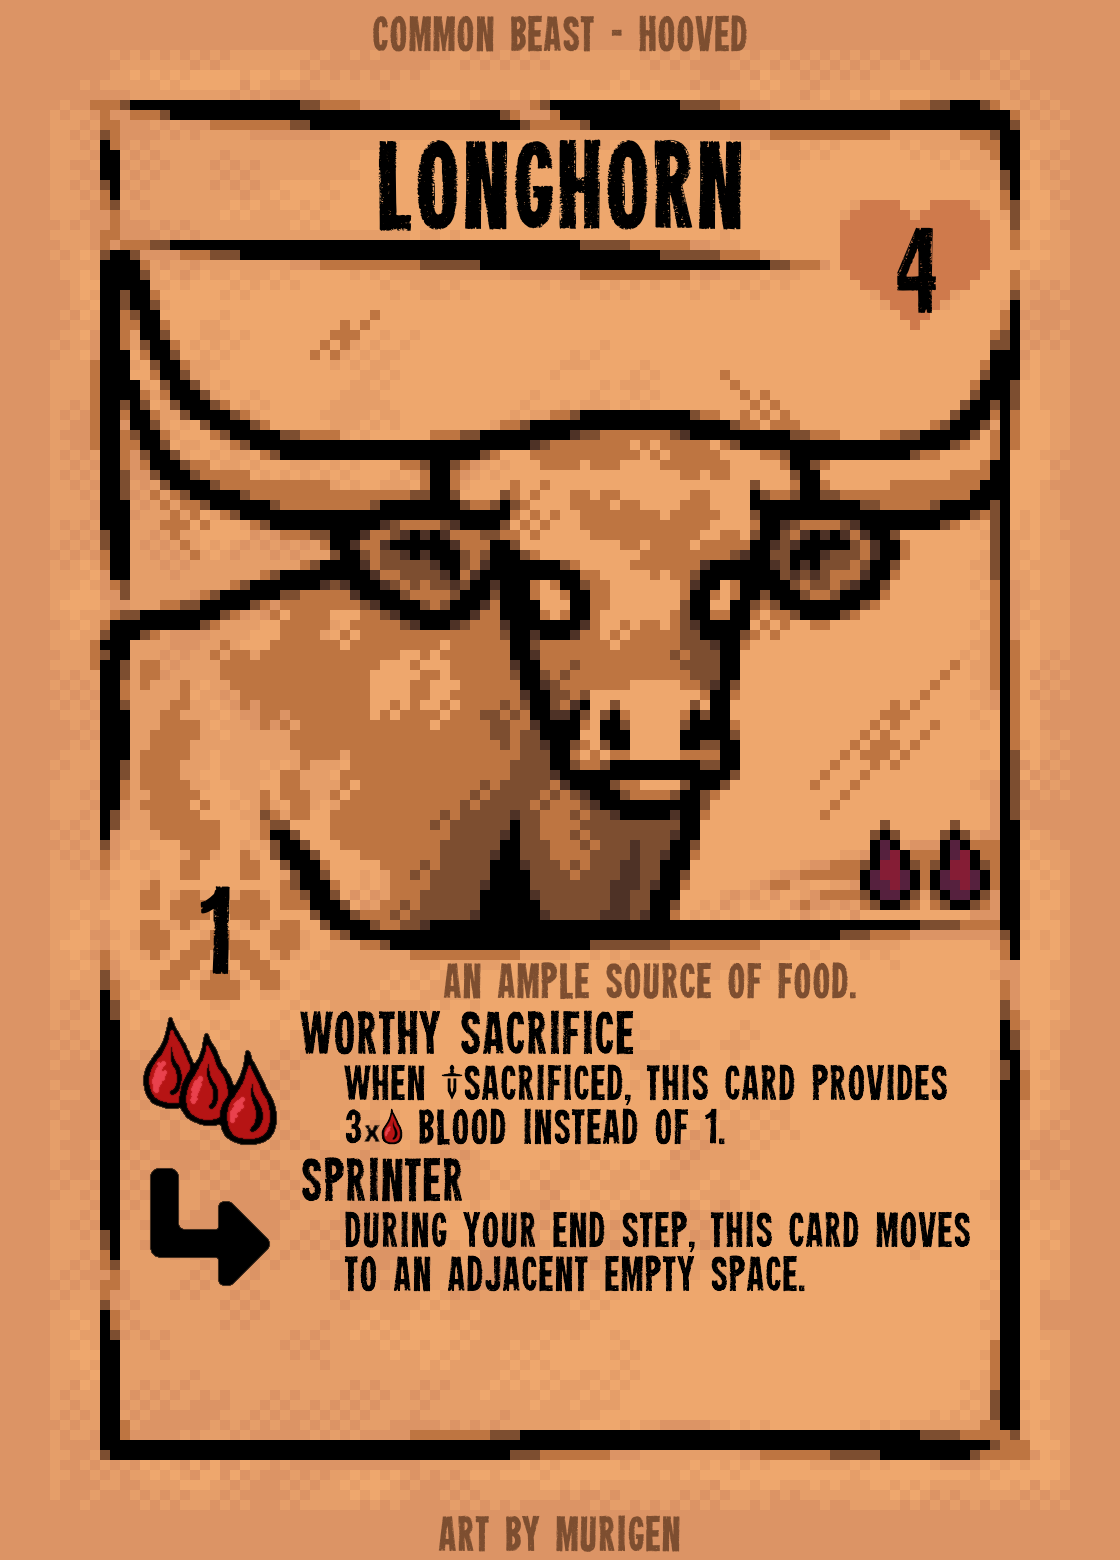 COMMON BEAST - HOOVED
LONGHORN
4
1
AN AMPLE SOURCE OF FOOD.
WORTHY SACRIFICE
WHEN SACRIFICED, THIS CARD PROVIDES
3x BLOOD INSTEAD OF 1.
SPRINTER
DURING YOUR END STEP, THIS CARD MOVES
TO AN ADJACENT EMPTY SPACE.
ART BY MURIGEN